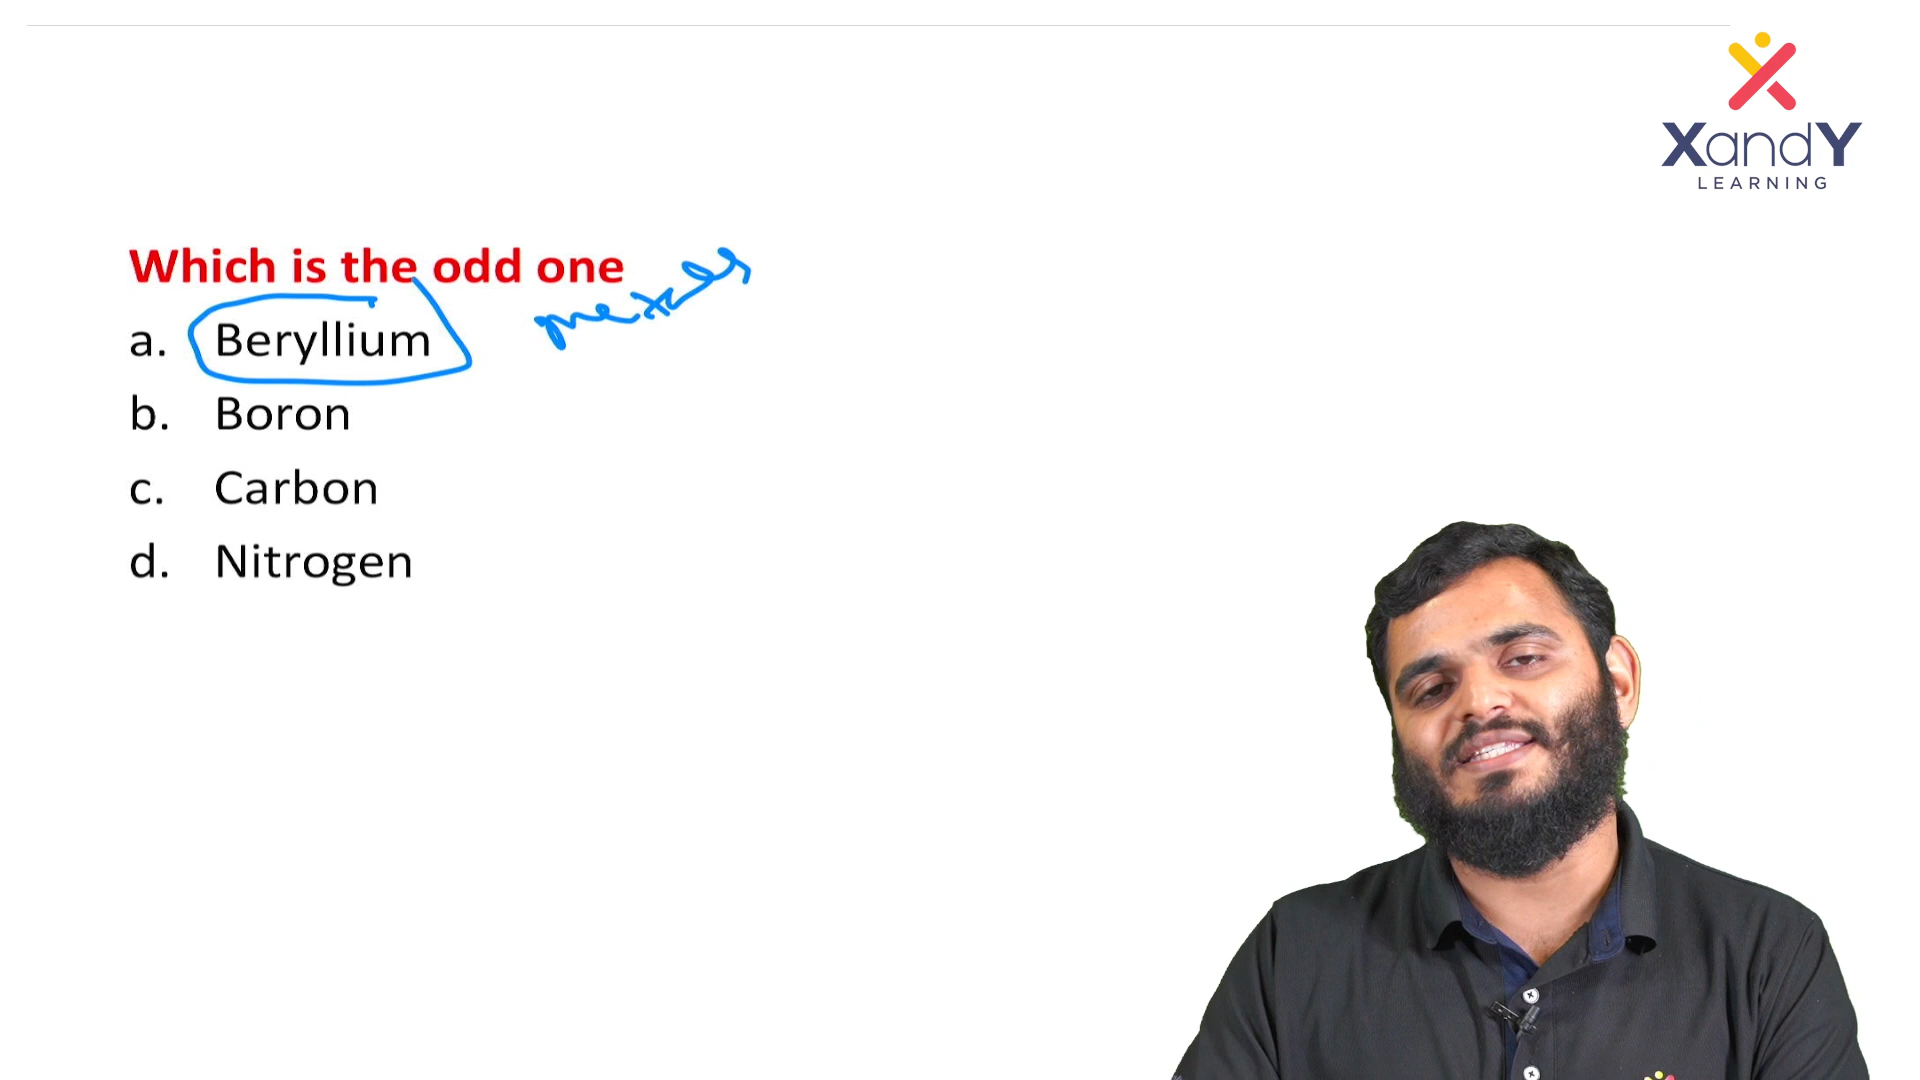 XandY
LEARNING
Which is the odd one
metals
a. Beryllium
b. Boron
c. Carbon
d. Nitrogen